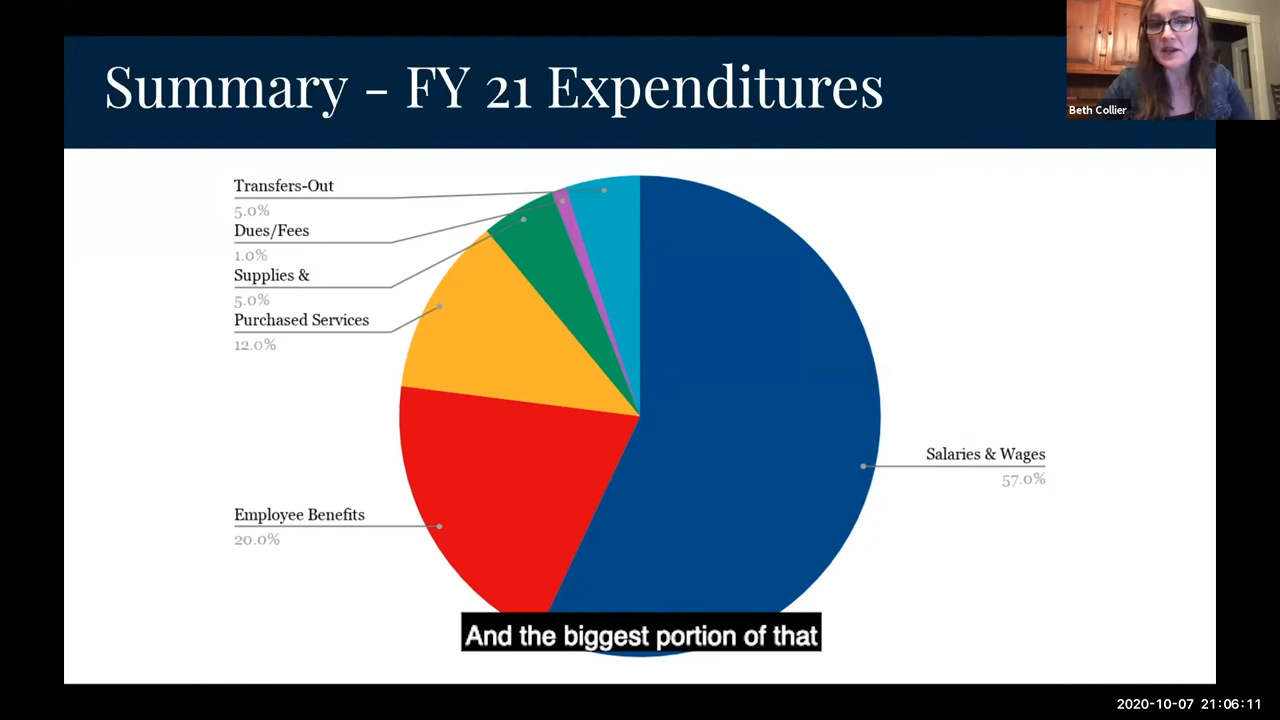 Summary - FY 21 Expenditures
Beth Collier
Transfers-Out
5.0%
Dues/Fees
1.0%
Supplies &
5.0%
Purchased Services
12.0%
Salaries & Wages
57.0%
Employee Benefits
20.0%
And the biggest portion of that
2020-10-07 21:06:11